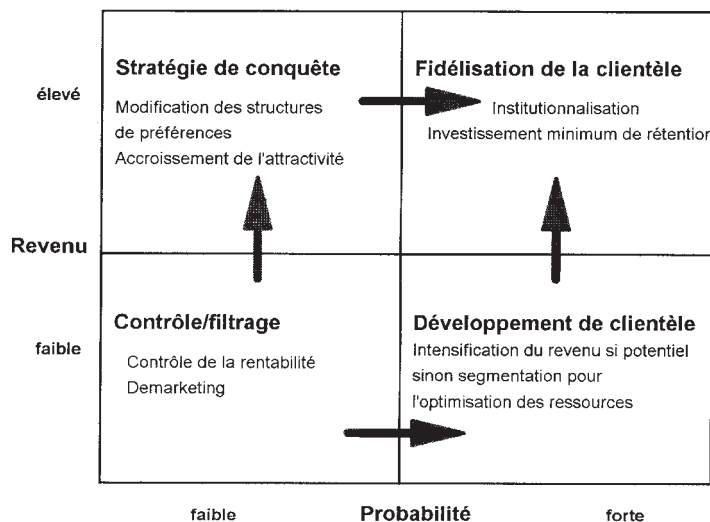 Stratégie de conquête
Modification des structures
de préférences
Accroissement de l'attractivité
Fidélisation de la clientèle
Institutionnalisation
Investissement minimum de rétention
élevé
Revenu
faible
Contrôle/filtrage
Contrôle de la rentabilité
Demarketing
Développement de clientèle
Intensification du revenu si potentiel
sinon segmentation pour
l'optimisation des ressources
faible
Probabilité
forte